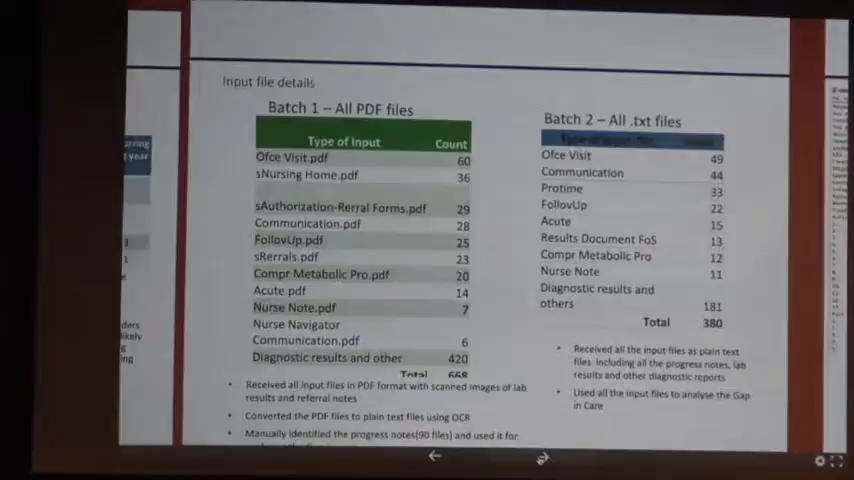 Input file details
Batch 1 – All PDF files
Type of Input Count
Ofce Visit.pdf 60
sNursing Home.pdf 36
sAuthorization-Rerral Forms.pdf 29
Communication.pdf 28
FollovUp.pdf 25
sRerrals.pdf 23
Compr Metabolic Pro.pdf 20
Acute.pdf 14
Nurse Note.pdf 7
Nurse Navigator
Communication.pdf 6
Diagnostic results and other 420
Total 668
• Received all input files in PDF format with scanned images of lab
results and referral notes
• Converted the PDF files to plain text files using OCR
• Manually identified the progress notes(90 files) and used it for
Batch 2 – All .txt files
Ofce Visit 49
Communication 44
Protime 33
FollovUp 22
Acute 15
Results Document FoS 13
Compr Metabolic Pro 12
Nurse Note 11
Diagnostic results and
others 181
Total 380
• Received all the input files as plain text
files. Including all the progress notes, lab
results and other diagnostic reports
• Used all the input files to analyse the Gap
in Care